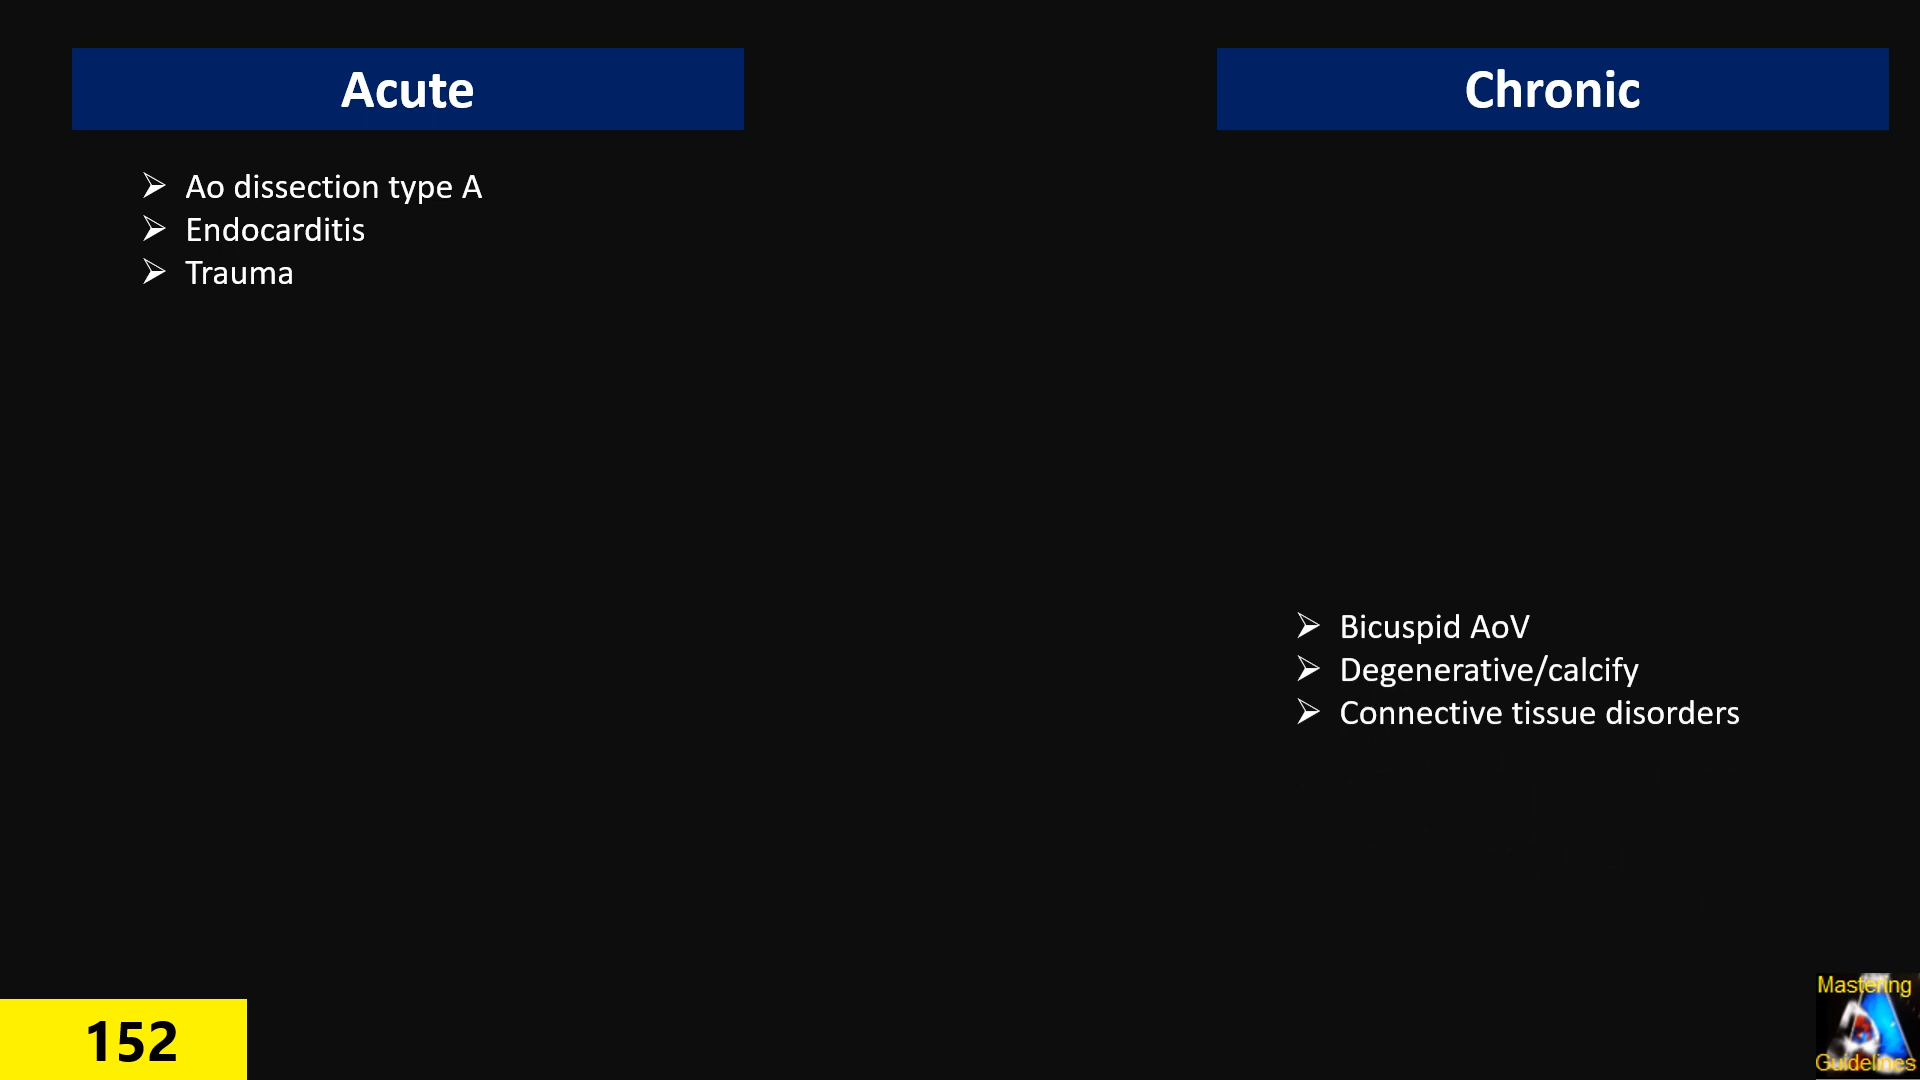 Acute
Chronic
Ao dissection type A
Endocarditis
Trauma
Bicuspid AoV
Degenerative/calcify
Connective tissue disorders
152
Mastering
Guidelines